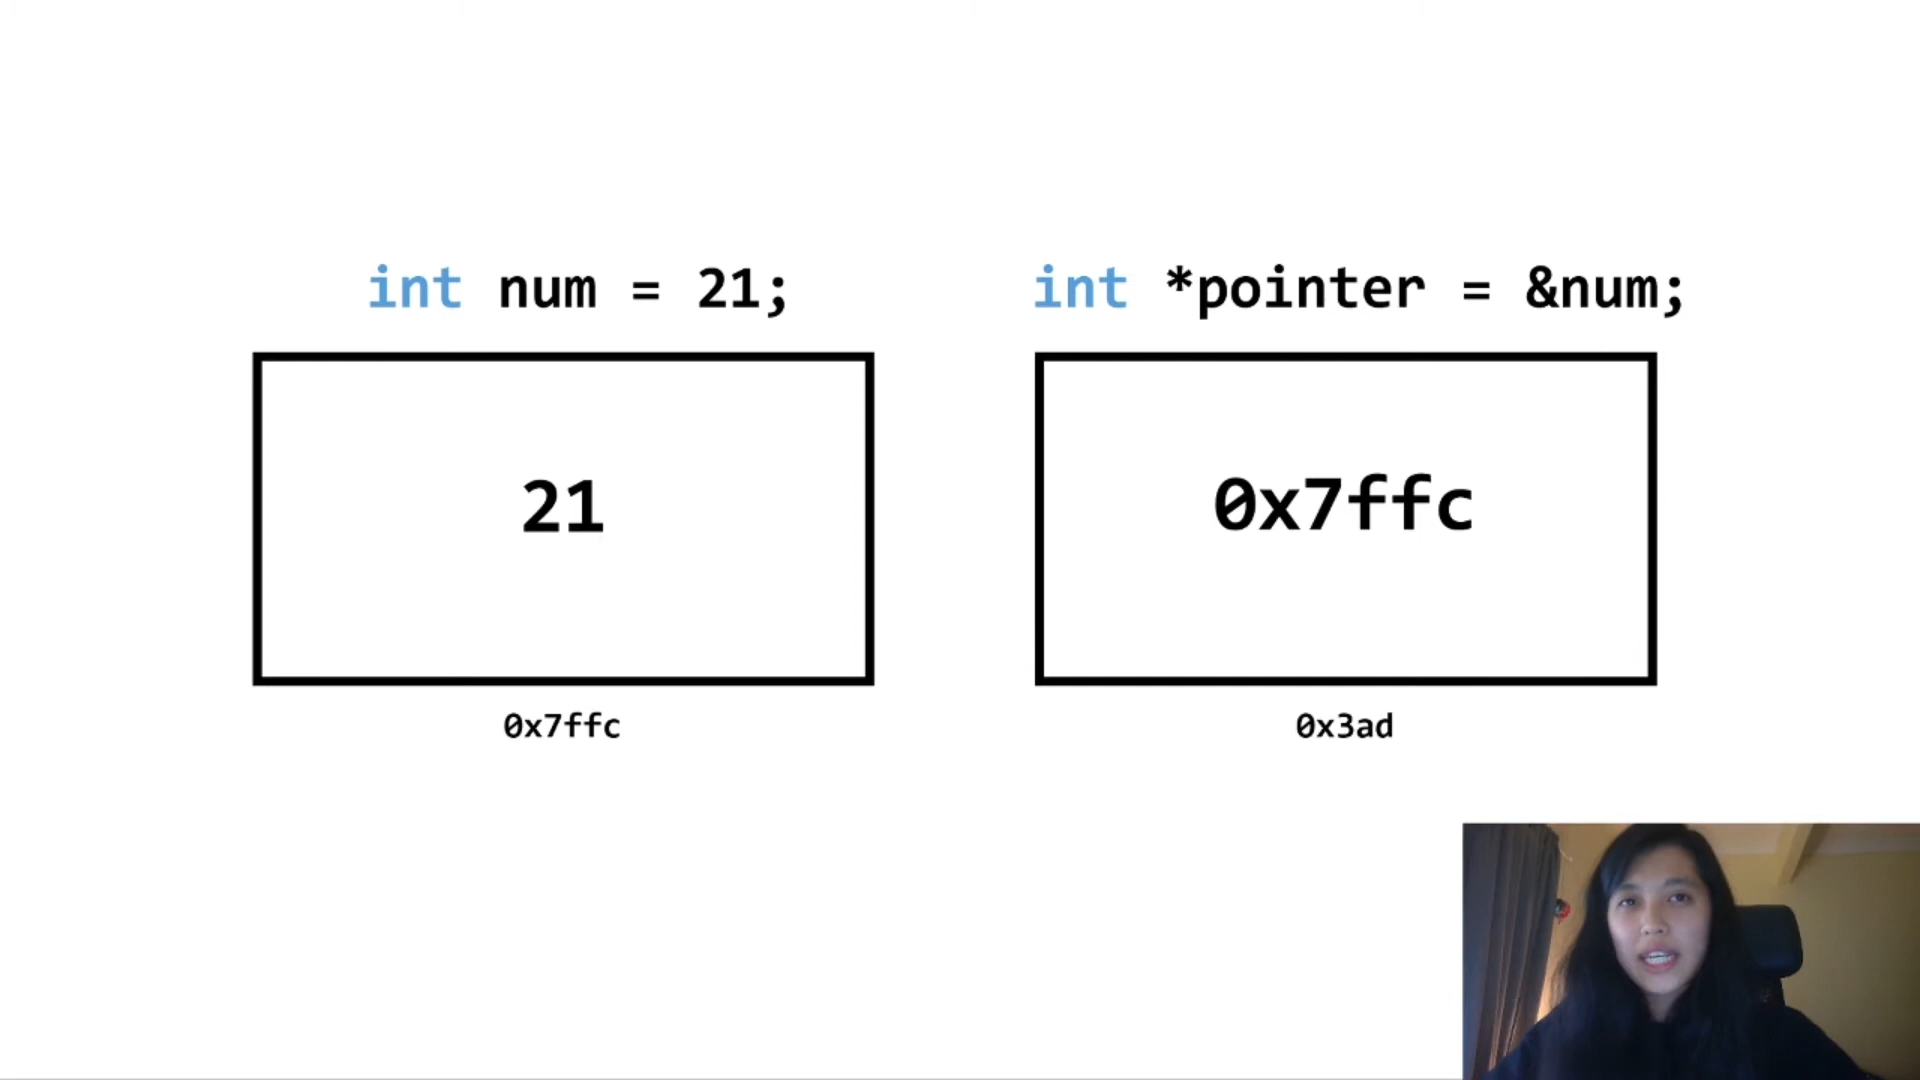 int num = 21;
int *pointer = &num;
21
0x7ffc
0x7ffc
0x3ad